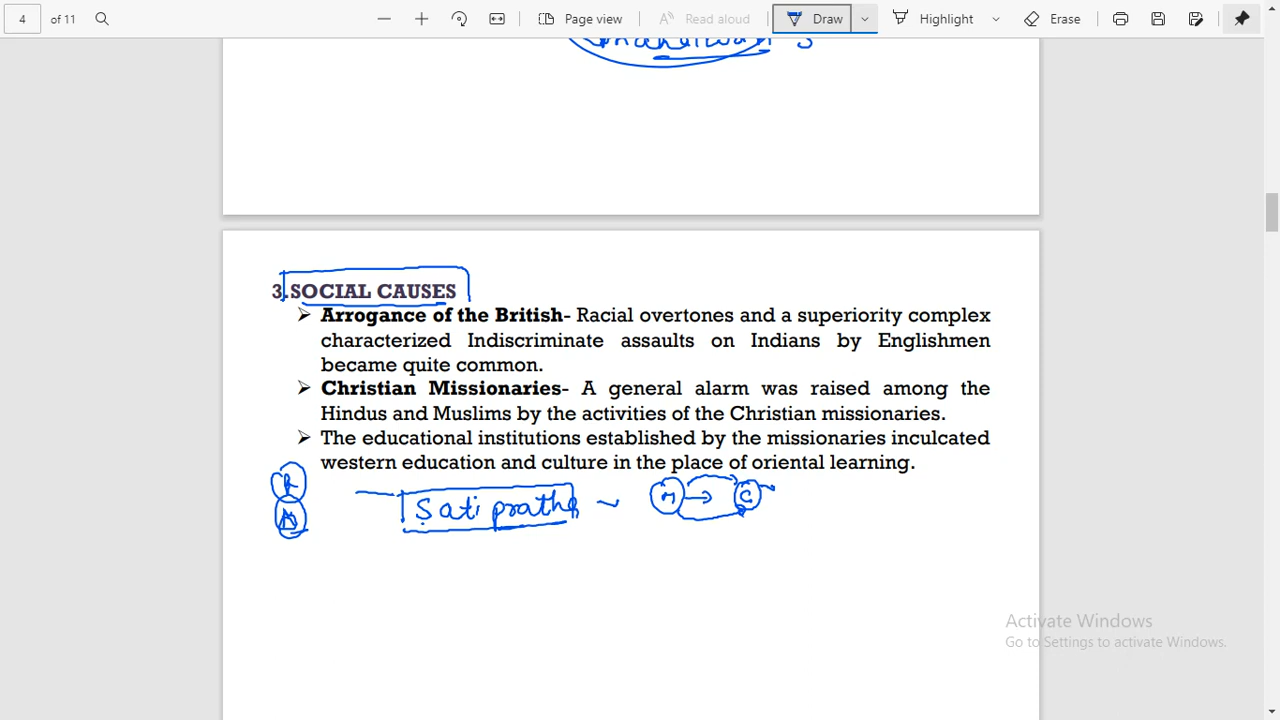 4 of 11 Page view Read aloud Draw Highlight Erase
3.SOCIAL CAUSES
➢ Arrogance of the British- Racial overtones and a superiority complex
characterized Indiscriminate assaults on Indians by Englishmen
became quite common.
➢ Christian Missionaries- A general alarm was raised among the
Hindus and Muslims by the activities of the Christian missionaries.
➢ The educational institutions established by the missionaries inculcated
western education and culture in the place of oriental learning.
R
Sati pratha H → C
Activate Windows
Go to Settings to activate Windows.